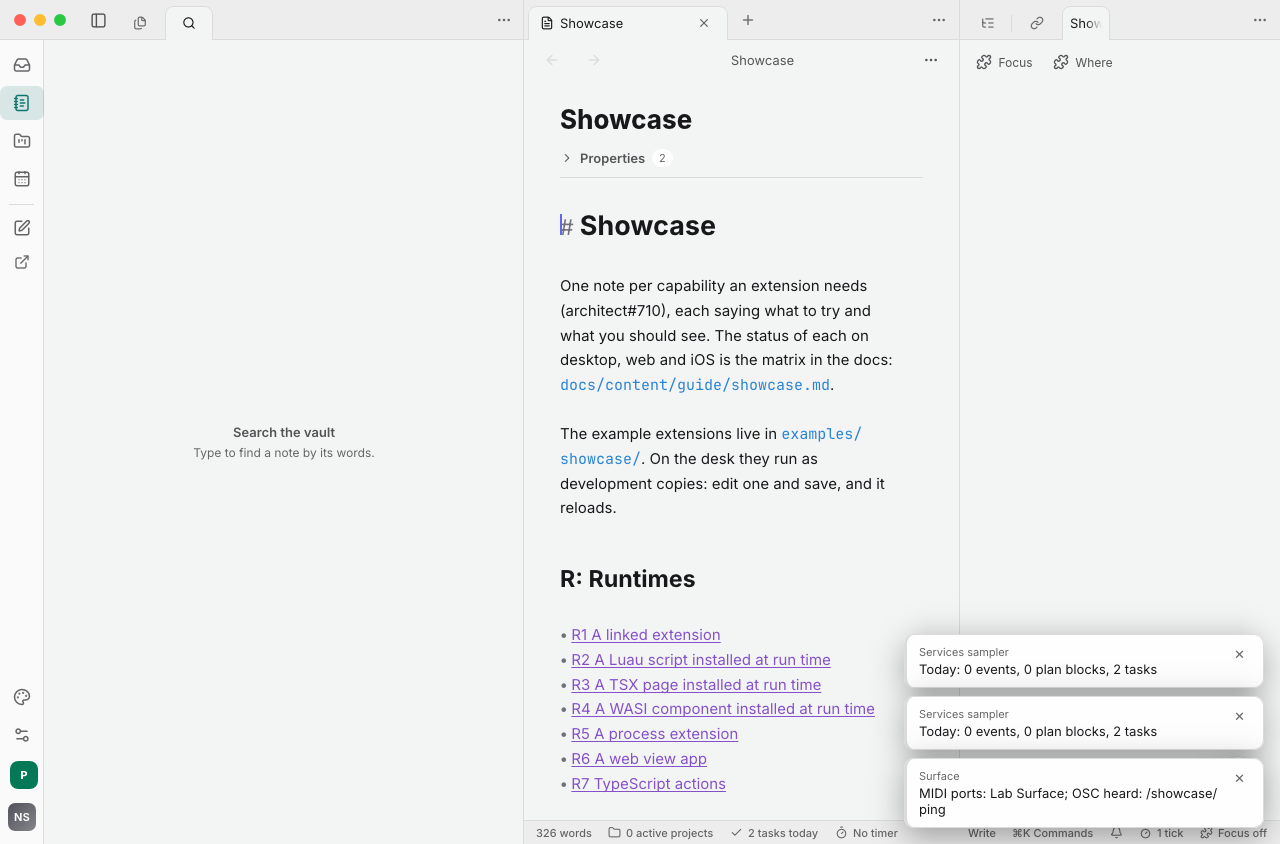 Showcase
Show
Showcase
Focus
Where
Showcase
Properties 2
# Showcase
One note per capability an extension needs
(architect#710), each saying what to try and
what you should see. The status of each on
desktop, web and iOS is the matrix in the docs:
docs/content/guide/showcase.md.
The example extensions live in examples/
showcase/. On the desk they run as
development copies: edit one and save, and it
reloads.
Search the vault
Type to find a note by its words.
R: Runtimes
• R1 A linked extension
• R2 A Luau script installed at run time
• R3 A TSX page installed at run time
• R4 A WASI component installed at run time
• R5 A process extension
• R6 A web view app
• R7 TypeScript actions
Services sampler
Today: 0 events, 0 plan blocks, 2 tasks
Services sampler
Today: 0 events, 0 plan blocks, 2 tasks
Surface
MIDI ports: Lab Surface; OSC heard: /showcase/
ping
P
NS
326 words
0 active projects
2 tasks today
No timer
Write
⌘K Commands
1 tick
Focus off